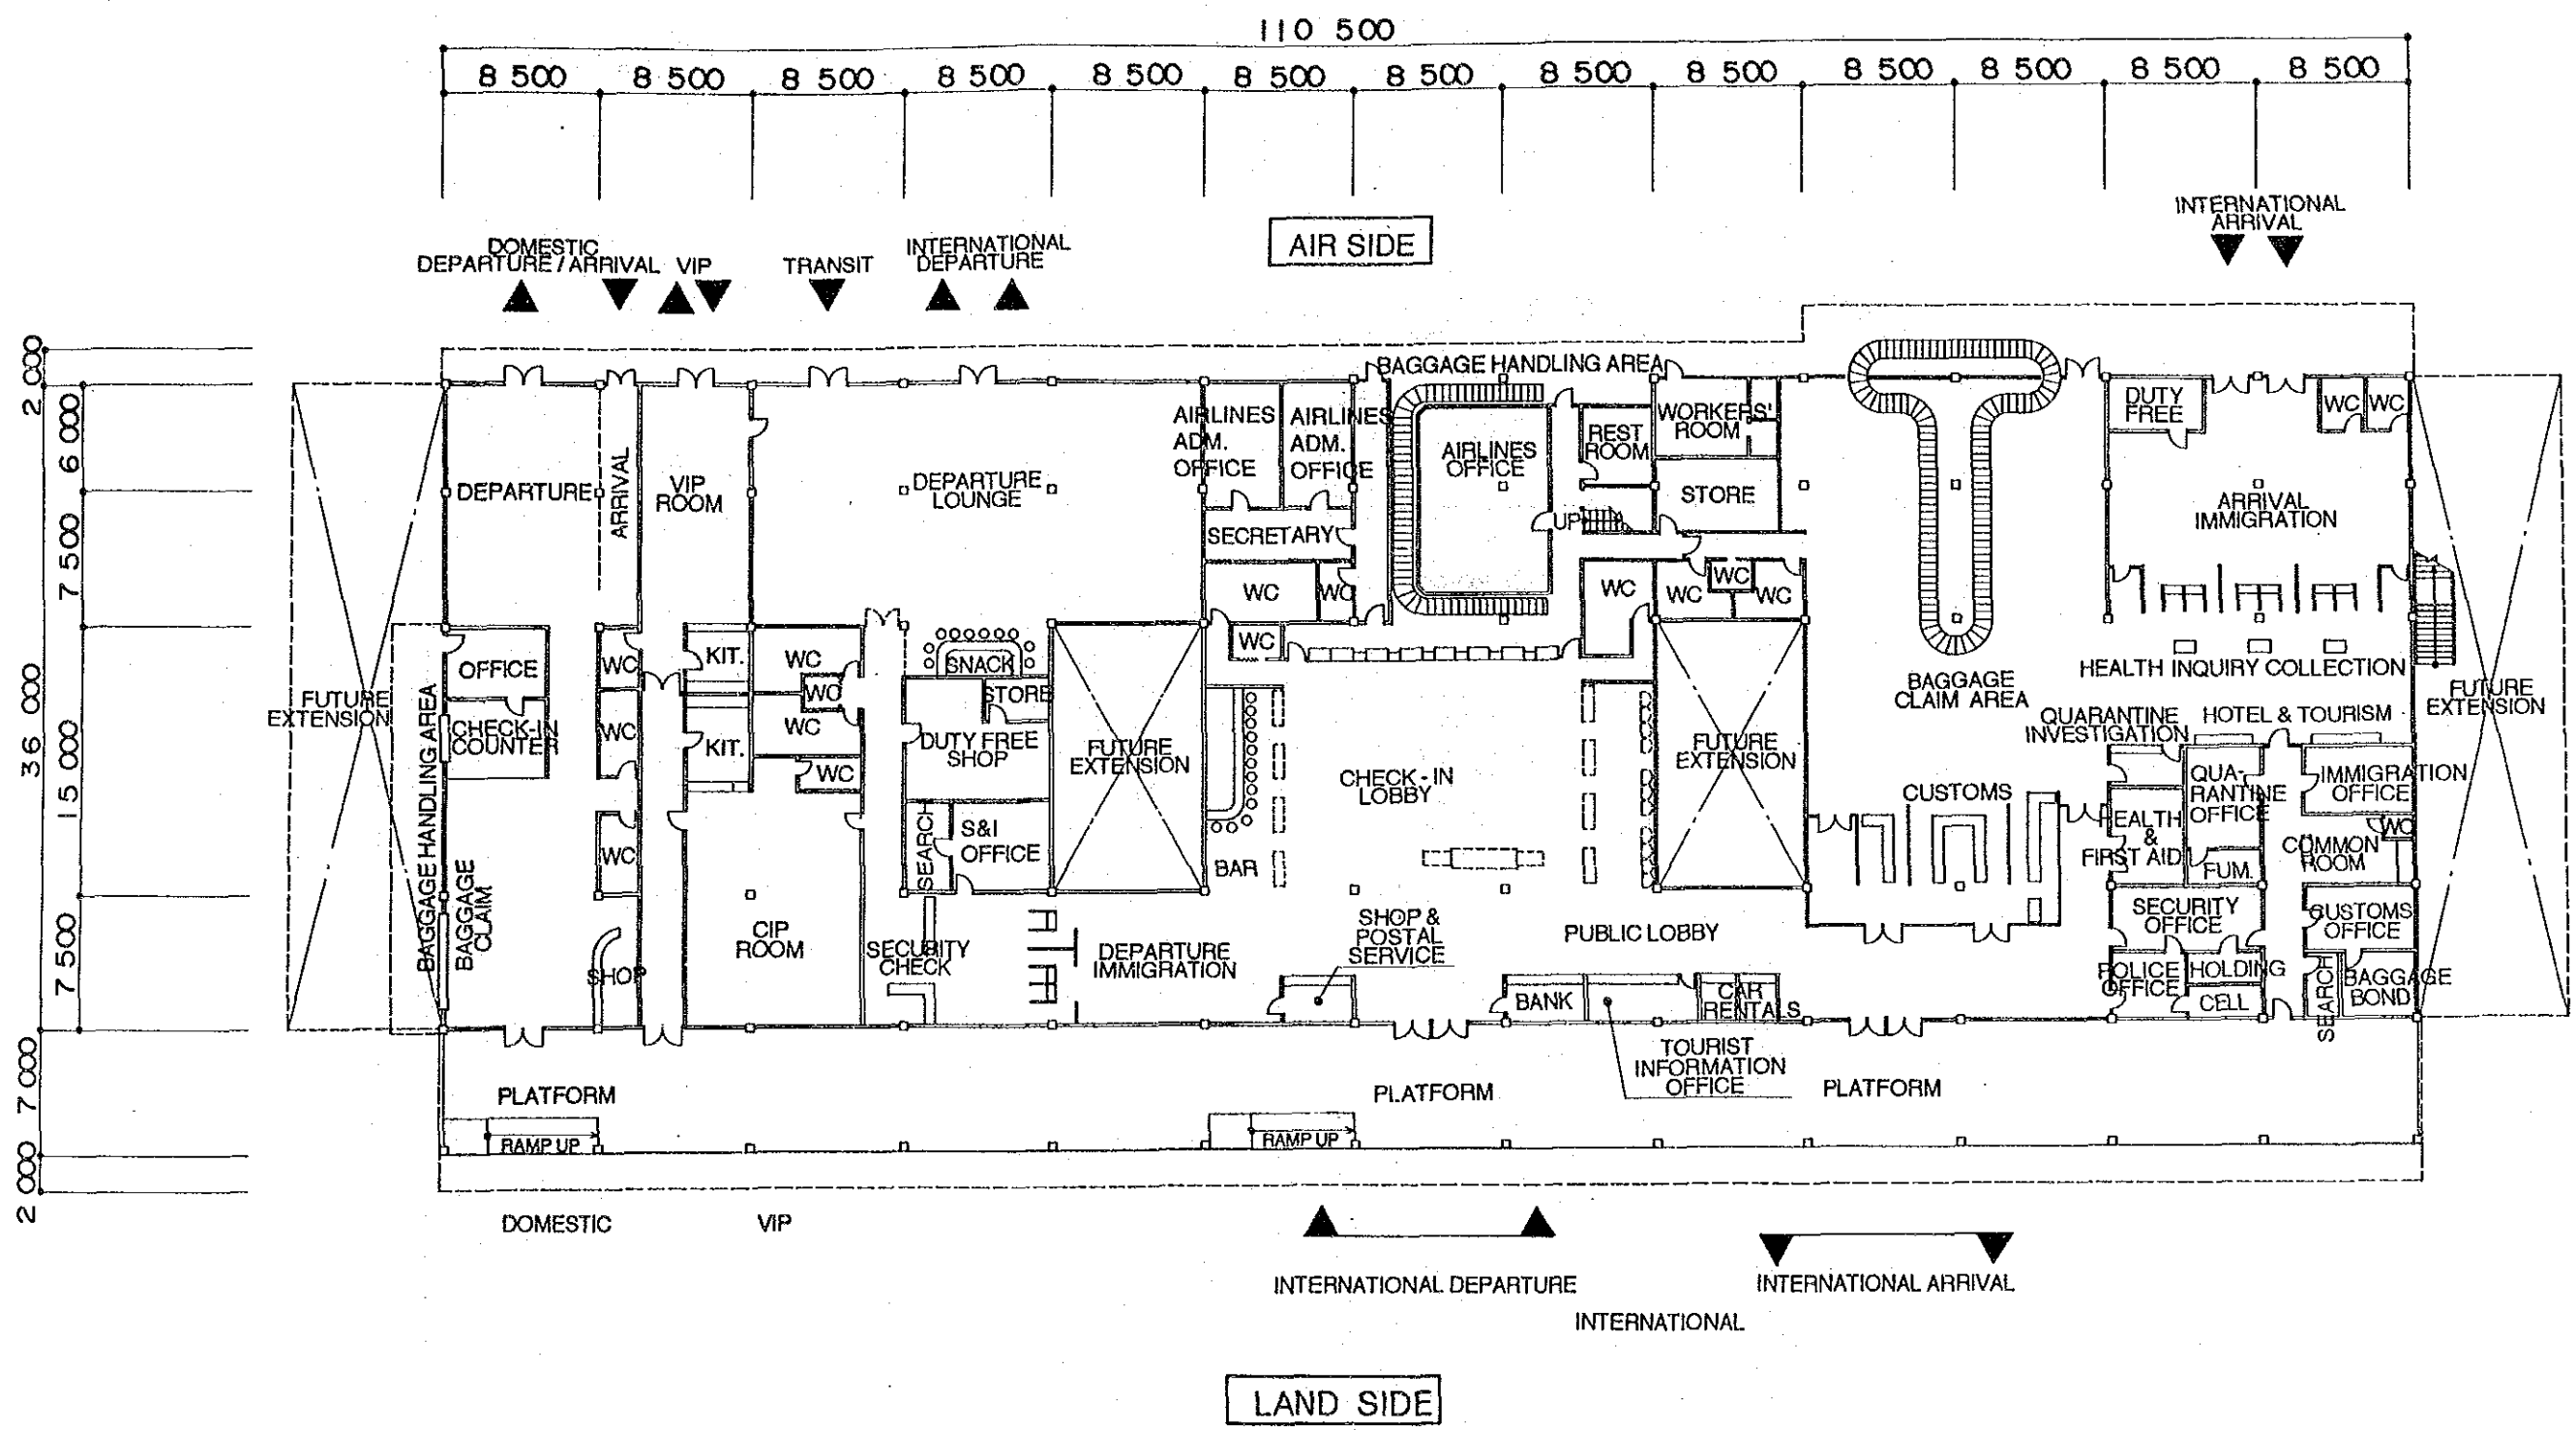 110 500
8 500 8 500 8 500 8 500 8 500 8 500 8 500 8 500 8 500 8 500 8 500 8 500 8 500
INTERNATIONAL
ARRIVAL
AIR SIDE
DOMESTIC
DEPARTURE / ARRIVAL
VIP
TRANSIT
INTERNATIONAL
DEPARTURE
2 000
6 000
7 500
36 000
15 000
7 500
7 000
2 000
BAGGAGE HANDLING AREA
DEPARTURE
ARRIVAL
VIP
ROOM
DEPARTURE
LOUNGE
AIRLINES
ADM.
OFFICE
AIRLINES
ADM.
OFFICE
SECRETARY
WC
WC
WC
AIRLINES
OFFICE
REST
ROOM
UP
WORKERS'
ROOM
STORE
WC
WC
WC
WC
DUTY
FREE
WC
WC
ARRIVAL
IMMIGRATION
HEALTH INQUIRY COLLECTION
BAGGAGE
CLAIM AREA
FUTURE
EXTENSION
BAGGAGE HANDLING AREA
OFFICE
CHECK-IN
COUNTER
WC
WC
WC
KIT.
KIT.
WC
WC
WC
WC
SNACK
STORE
DUTY FREE
SHOP
SEARCH
S&I
OFFICE
FUTURE
EXTENSION
BAR
CHECK-IN
LOBBY
FUTURE
EXTENSION
CUSTOMS
QUARANTINE
INVESTIGATION
HOTEL & TOURISM
QUA-
RANTINE
OFFICE
IMMIGRATION
OFFICE
HEALTH
&
FIRST AID
FUM.
WC
COMMON
ROOM
FUTURE
EXTENSION
SECURITY
OFFICE
CUSTOMS
OFFICE
POLICE
OFFICE
HOLDING
CELL
SEARCH
BAGGAGE
BOND
BAGGAGE
CLAIM
SHOP
CIP
ROOM
SECURITY
CHECK
DEPARTURE
IMMIGRATION
SHOP &
POSTAL
SERVICE
PUBLIC LOBBY
BANK
CAR
RENTALS
TOURIST
INFORMATION
OFFICE
PLATFORM
PLATFORM
PLATFORM
RAMP UP
RAMP UP
DOMESTIC
VIP
INTERNATIONAL DEPARTURE
INTERNATIONAL ARRIVAL
INTERNATIONAL
LAND SIDE